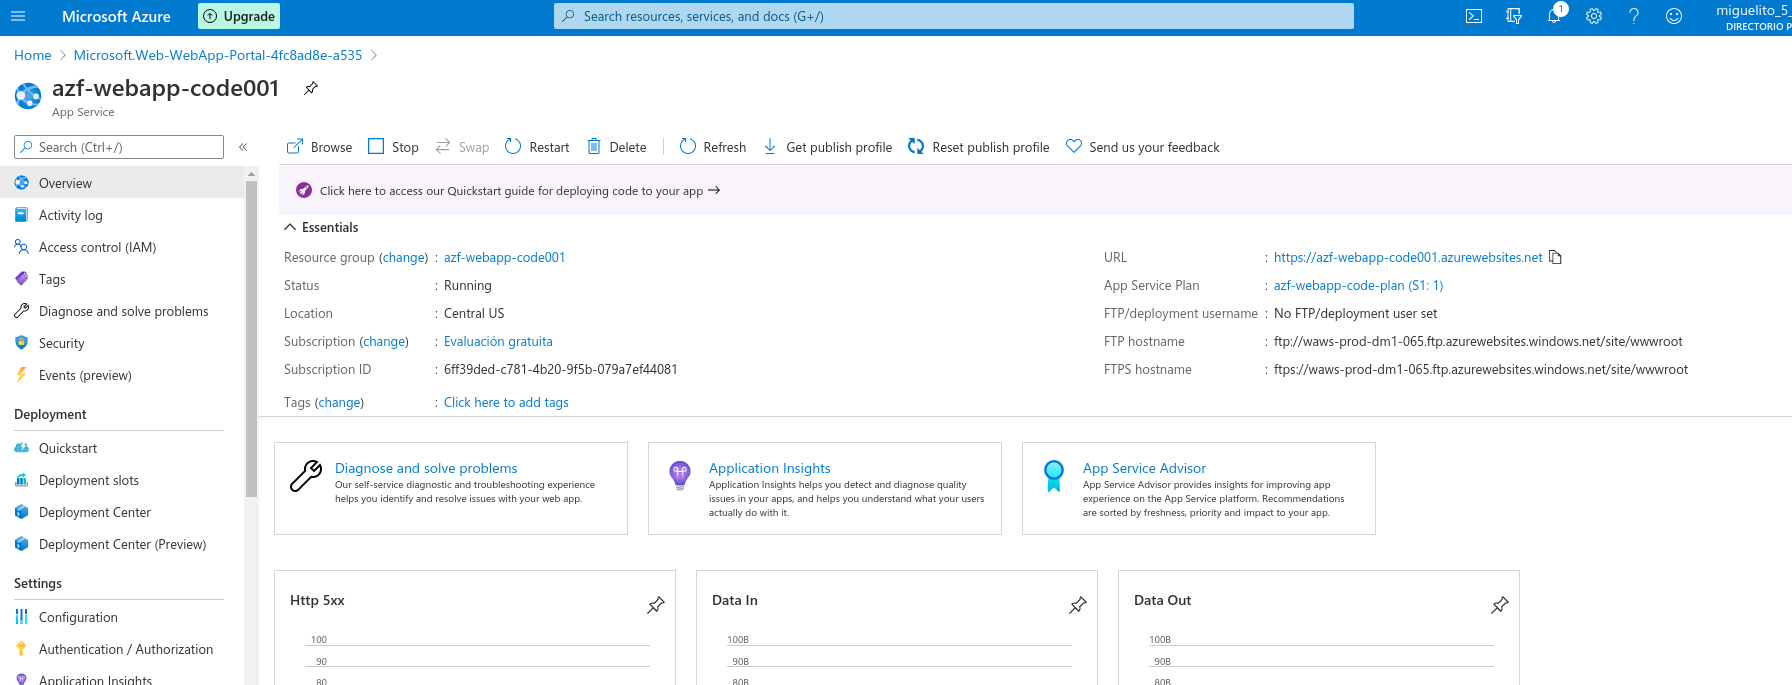 Microsoft Azure
Upgrade
Search resources, services, and docs (G+/)
1
miguelito_5_
DIRECTORIO P
Home > Microsoft.Web-WebApp-Portal-4fc8ad8e-a535 >
azf-webapp-code001
App Service
Search (Ctrl+/)
«
Overview
Activity log
Access control (IAM)
Tags
Diagnose and solve problems
Security
Events (preview)
Deployment
Quickstart
Deployment slots
Deployment Center
Deployment Center (Preview)
Settings
Configuration
Authentication / Authorization
Application Insights
Browse Stop Swap Restart Delete Refresh Get publish profile Reset publish profile Send us your feedback
Click here to access our Quickstart guide for deploying code to your app →
Essentials
Resource group (change) : azf-webapp-code001
Status : Running
Location : Central US
Subscription (change) : Evaluación gratuita
Subscription ID : 6ff39ded-c781-4b20-9f5b-079a7ef44081
Tags (change) : Click here to add tags
URL : https://azf-webapp-code001.azurewebsites.net
App Service Plan : azf-webapp-code-plan (S1: 1)
FTP/deployment username : No FTP/deployment user set
FTP hostname : ftp://waws-prod-dm1-065.ftp.azurewebsites.windows.net/site/wwwroot
FTPS hostname : ftps://waws-prod-dm1-065.ftp.azurewebsites.windows.net/site/wwwroot
Diagnose and solve problems
Our self-service diagnostic and troubleshooting experience
helps you identify and resolve issues with your web app.
Application Insights
Application Insights helps you detect and diagnose quality
issues in your apps, and helps you understand what your users
actually do with it.
App Service Advisor
App Service Advisor provides insights for improving app
experience on the App Service platform. Recommendations
are sorted by freshness, priority and impact to your app.
Http 5xx
100
90
80
Data In
100B
90B
80B
Data Out
100B
90B
80B